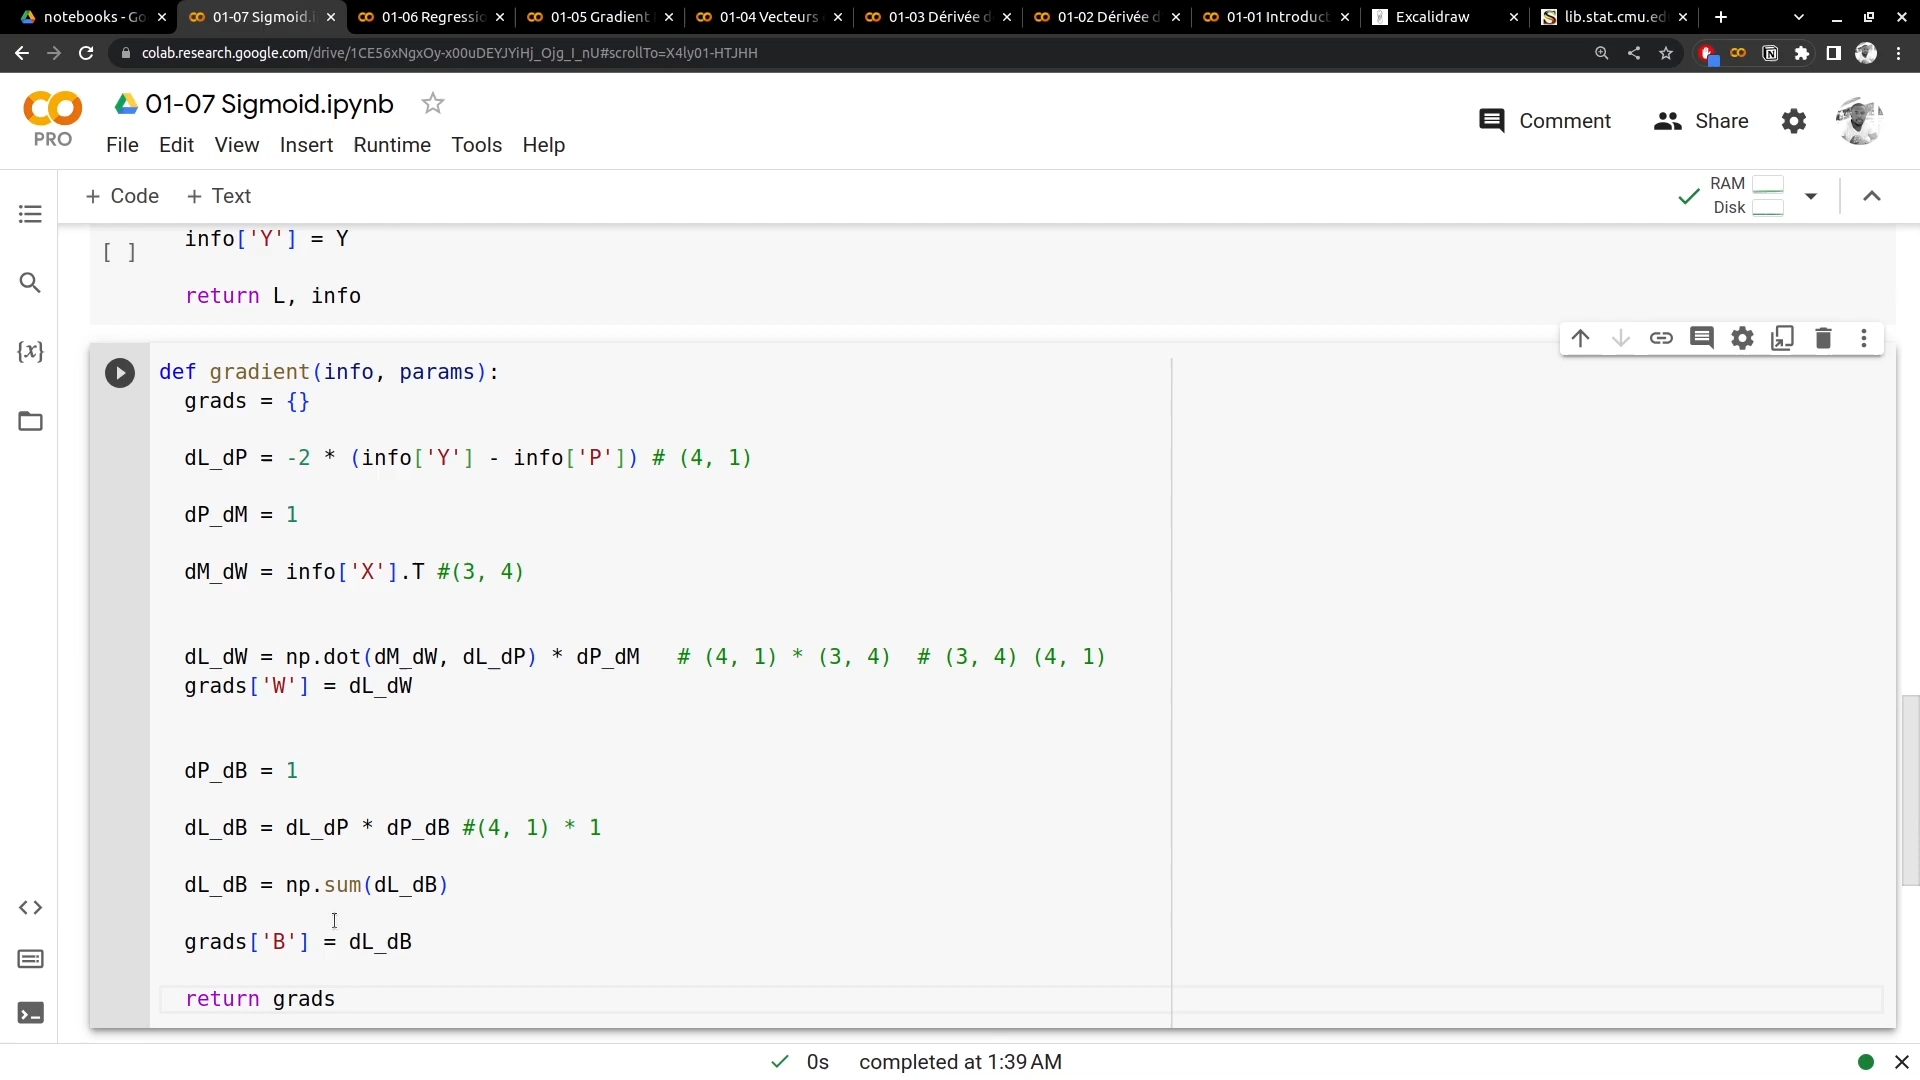 notebooks - Go
01-07 Sigmoid.i
01-06 Regressio
01-05 Gradient
01-04 Vecteurs
01-03 Dérivée d
01-02 Dérivée d
01-01 Introduct
Excalidraw
lib.stat.cmu.ed
colab.research.google.com/drive/1CE56xNgxOy-x00uDEYJYiHj_Ojg_I_nU#scrollTo=X4ly01-HTJHH
PRO
01-07 Sigmoid.ipynb
File Edit View Insert Runtime Tools Help
Comment
Share
+ Code + Text
RAM
Disk
{x}
[ ]
info['Y'] = Y
return L, info
def gradient(info, params):
grads = {}
dL_dP = -2 * (info['Y'] - info['P']) # (4, 1)
dP_dM = 1
dM_dW = info['X'].T #(3, 4)
dL_dW = np.dot(dM_dW, dL_dP) * dP_dM # (4, 1) * (3, 4) # (3, 4) (4, 1)
grads['W'] = dL_dW
dP_dB = 1
dL_dB = dL_dP * dP_dB #(4, 1) * 1
dL_dB = np.sum(dL_dB)
grads['B'] = dL_dB
return grads
0s completed at 1:39 AM